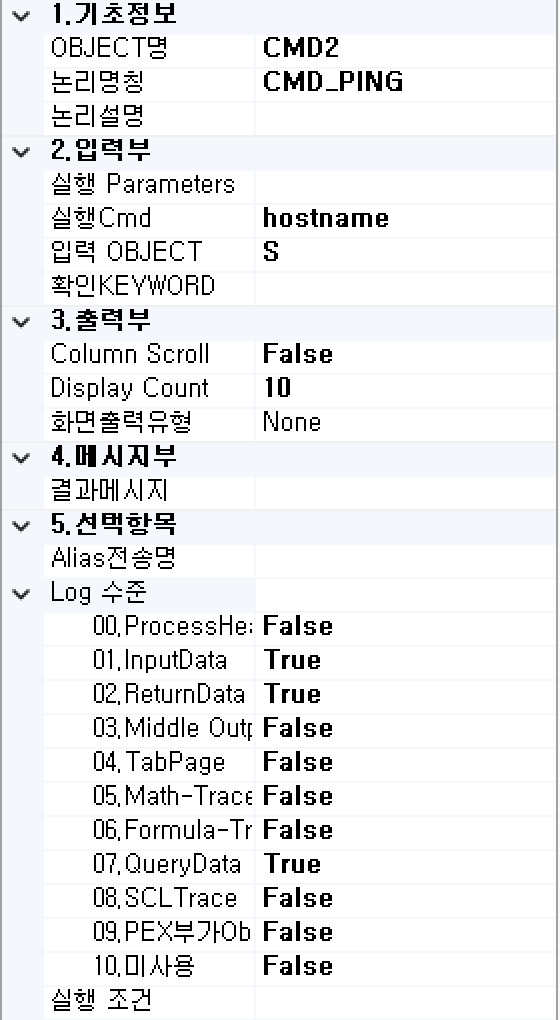 1.기초정보
OBJECT명 CMD2
논리명칭 CMD_PING
논리설명
2.입력부
실행 Parameters
실행Cmd hostname
입력 OBJECT S
확인KEYWORD
3.출력부
Column Scroll False
Display Count 10
화면출력유형 None
4.메시지부
결과메시지
5.선택항목
Alias전송명
Log 수준
00.ProcessHea False
01.InputData True
02.ReturnData True
03.Middle Outp False
04.TabPage False
05.Math-Trace False
06.Formula-Tr False
07.QueryData True
08.SCLTrace False
09.PEX부가Ob False
10.미사용 False
실행 조건